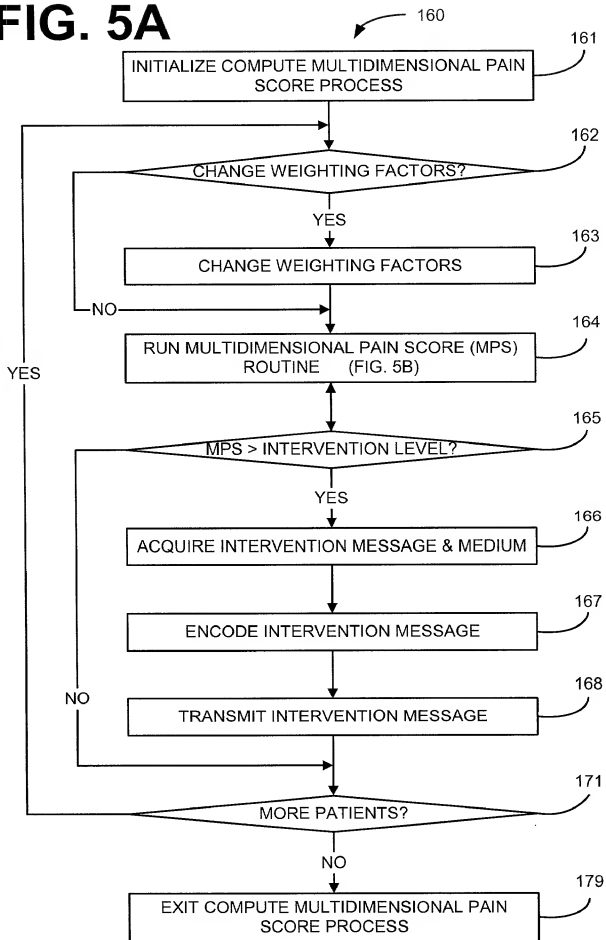 FIG. 5A
160
INITIALIZE COMPUTE MULTIDIMENSIONAL PAIN
SCORE PROCESS
161
CHANGE WEIGHTING FACTORS?
162
YES
CHANGE WEIGHTING FACTORS
163
NO
RUN MULTIDIMENSIONAL PAIN SCORE (MPS)
ROUTINE (FIG. 5B)
164
YES
MPS > INTERVENTION LEVEL?
165
YES
ACQUIRE INTERVENTION MESSAGE & MEDIUM
166
ENCODE INTERVENTION MESSAGE
167
NO
TRANSMIT INTERVENTION MESSAGE
168
MORE PATIENTS?
171
NO
EXIT COMPUTE MULTIDIMENSIONAL PAIN
SCORE PROCESS
179